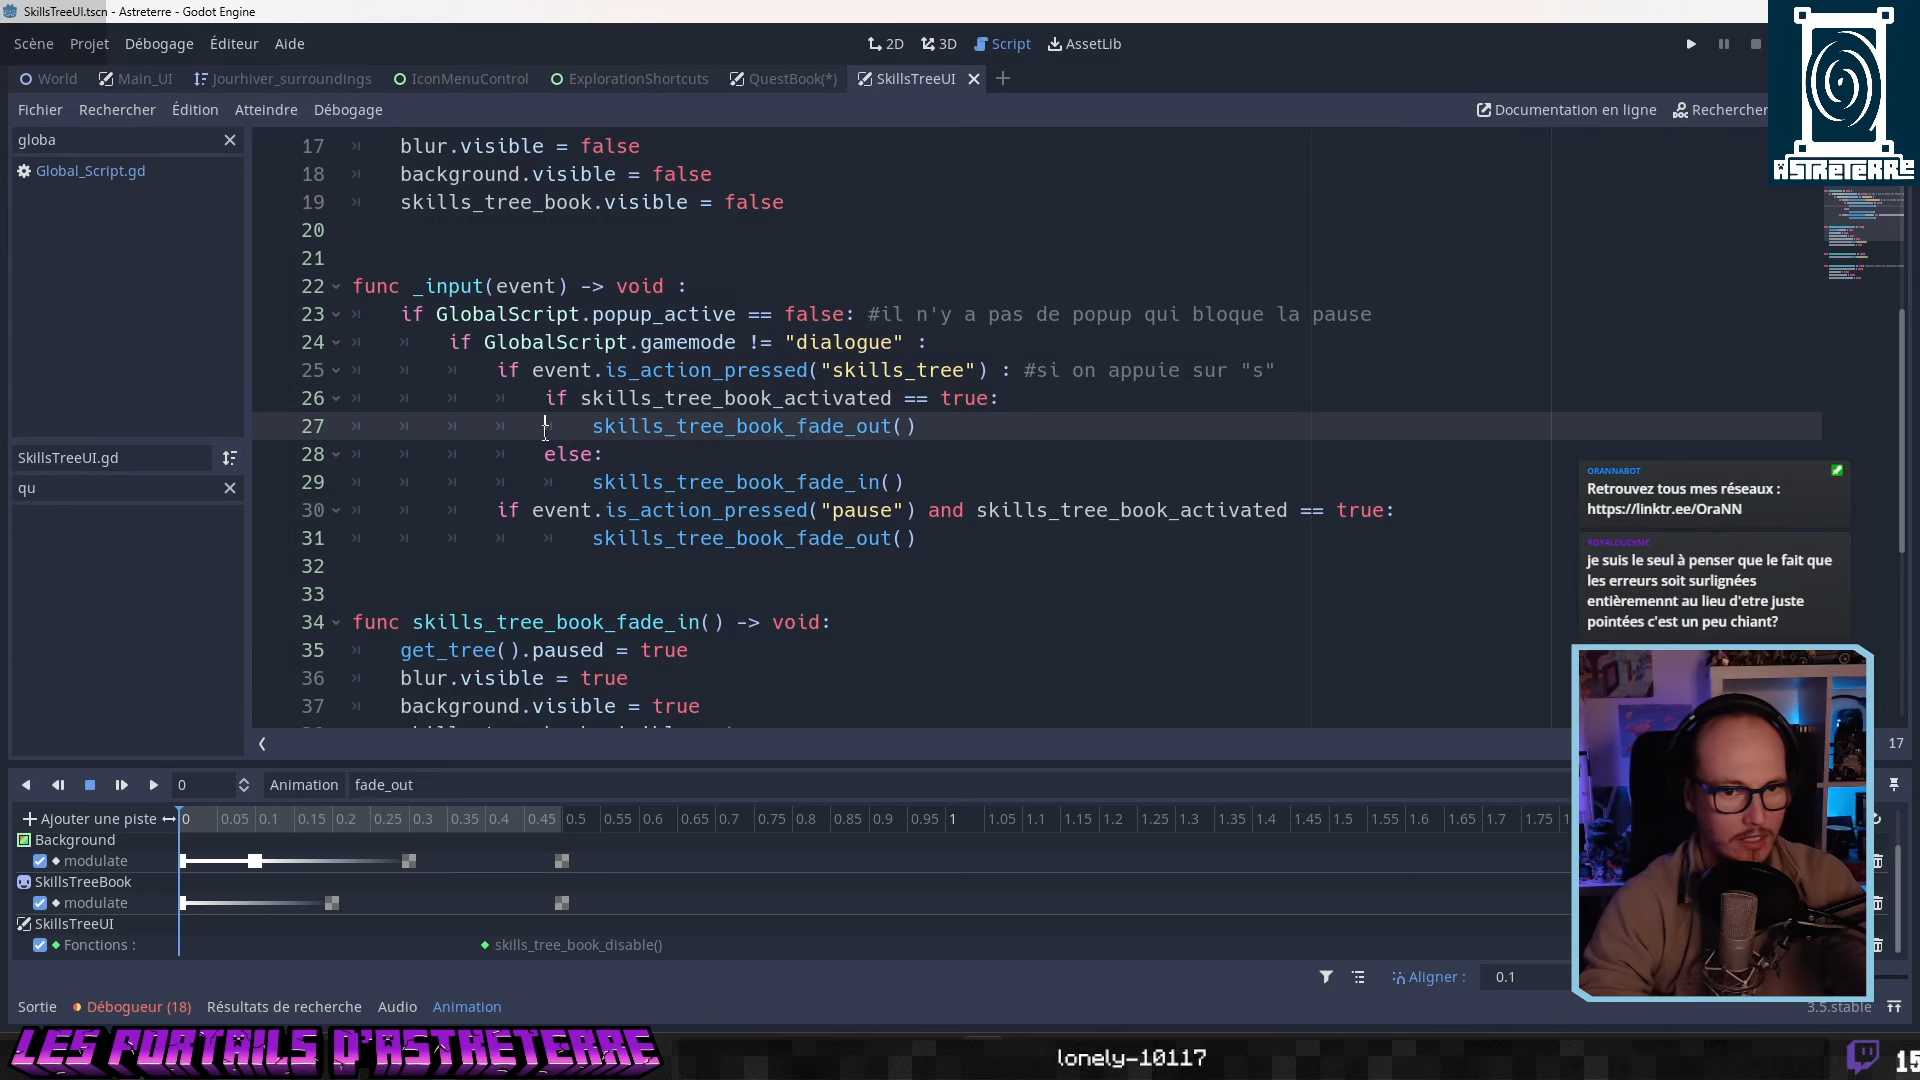 SkillsTreeUI.tscn - Astreterre - Godot Engine
Scène Projet Débogage Éditeur Aide
2D 3D Script AssetLib
World Main_UI Jourhiver_surroundings IconMenuControl ExplorationShortcuts QuestBook(*) SkillsTreeUI
Fichier Rechercher Édition Atteindre Débogage
Documentation en ligne Rechercher
ASTRETERRE
globa
Global_Script.gd
SkillsTreeUI.gd
qu
17 blur.visible = false
18 background.visible = false
19 skills_tree_book.visible = false
20
21
22 func _input(event) -> void :
23 if GlobalScript.popup_active == false: #il n'y a pas de popup qui bloque la pause
24 if GlobalScript.gamemode != "dialogue" :
25 if event.is_action_pressed("skills_tree") : #si on appuie sur "s"
26 if skills_tree_book_activated == true:
27 skills_tree_book_fade_out()
28 else:
29 skills_tree_book_fade_in()
30 if event.is_action_pressed("pause") and skills_tree_book_activated == true:
31 skills_tree_book_fade_out()
32
33
34 func skills_tree_book_fade_in() -> void:
35 get_tree().paused = true
36 blur.visible = true
37 background.visible = true
17
ORANNABOT
Retrouvez tous mes réseaux :
https://linktr.ee/OraNN
ROYALDUCKMC
je suis le seul à penser que le fait que
les erreurs soit surlignées
entièremennt au lieu d'etre juste
pointées c'est un peu chiant?
0 Animation fade_out
Ajouter une piste 0 0.05 0.1 0.15 0.2 0.25 0.3 0.35 0.4 0.45 0.5 0.55 0.6 0.65 0.7 0.75 0.8 0.85 0.9 0.95 1 1.05 1.1 1.15 1.2 1.25 1.3 1.35 1.4 1.45 1.5 1.55 1.6 1.65 1.7 1.75
Background
modulate
SkillsTreeBook
modulate
SkillsTreeUI
Fonctions : skills_tree_book_disable()
Aligner : 0.1
Sortie Débogueur (18) Résultats de recherche Audio Animation
3.5.stable
LES PORTAILS D'ASTRETERRE
lonely-10117